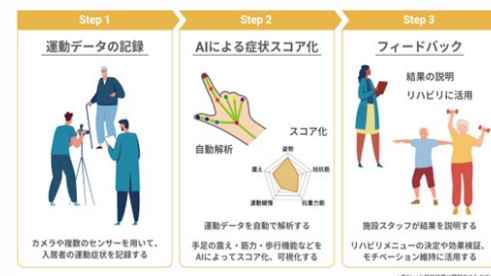 Step 1
運動データの記録
カメラや複数のセンサーを用いて、
入居者の運動症状を記録する
Step 2
AIによる症状スコア化
自動解析
スコア化
姿勢
震え
拮抗筋
運動緩慢
抗重力筋
運動データを自動で解析する
手足の震え・筋力・歩行機能などを
AIによってスコア化、可視化する
Step 3
フィードバック
結果の説明
リハビリに活用
施設スタッフが結果を説明する
リハビリメニューの決定や効果検証、
モチベーション維持に活用する